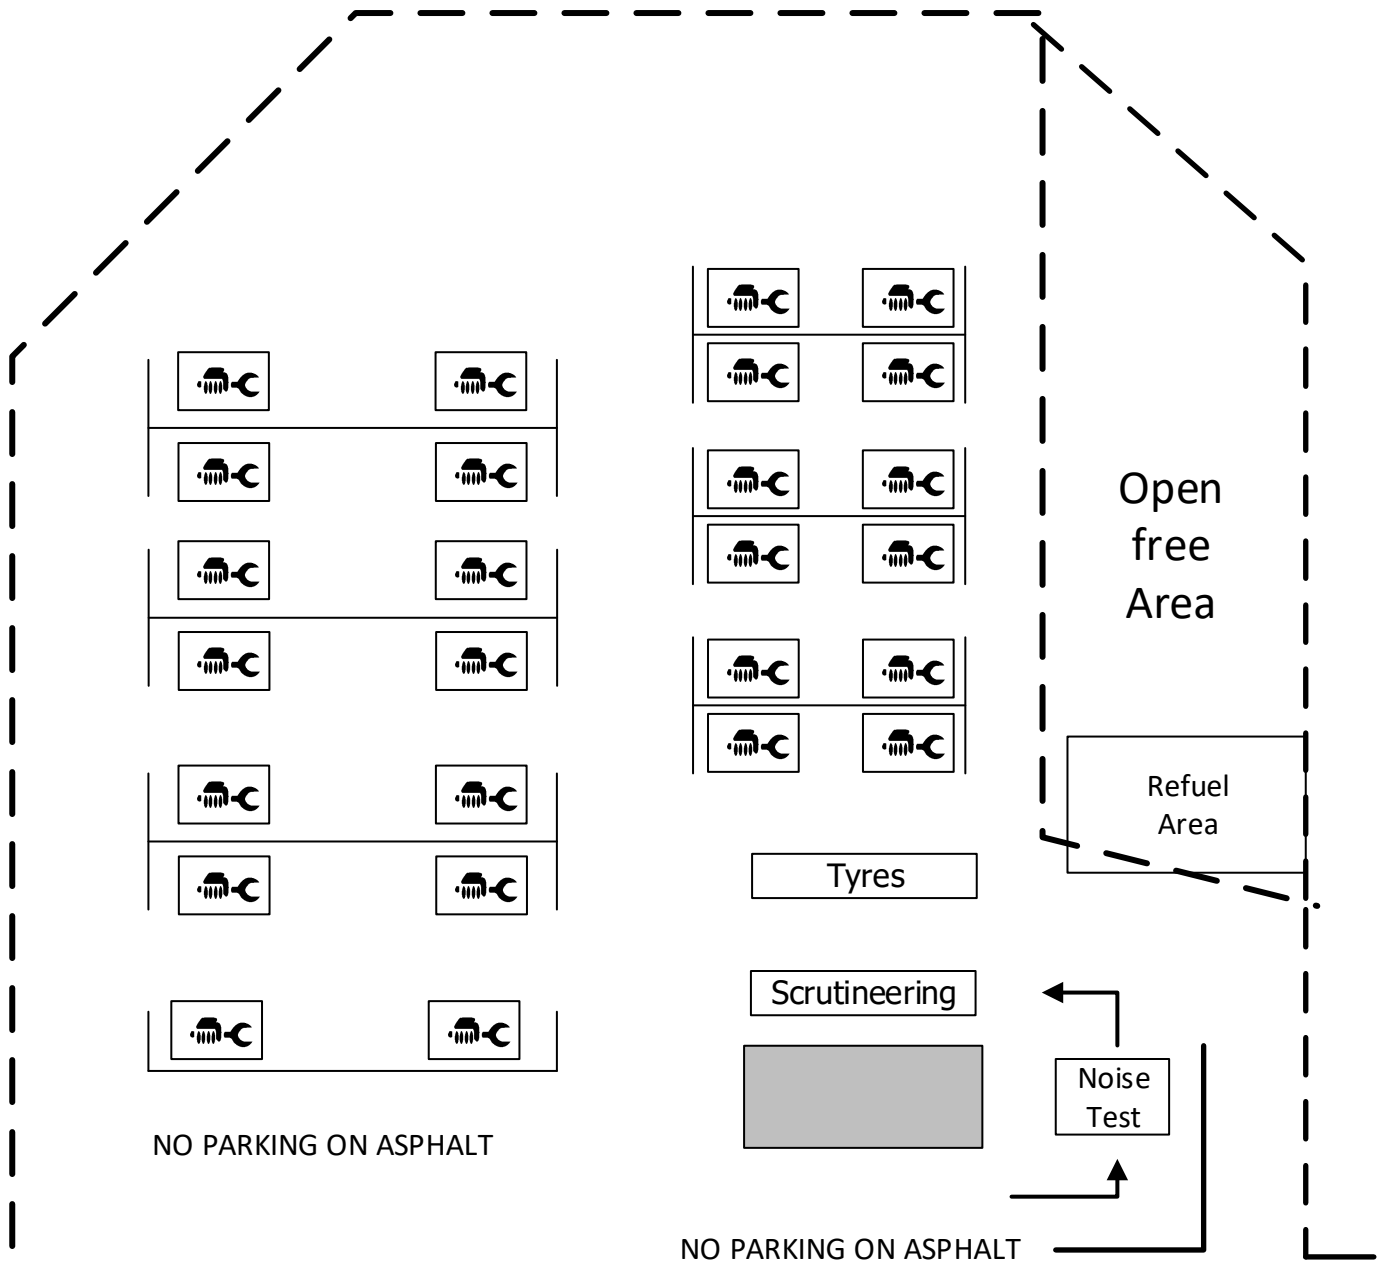 Open
free
Area
Refuel
Area
Tyres
Scrutineering
Noise
Test
NO PARKING ON ASPHALT
NO PARKING ON ASPHALT